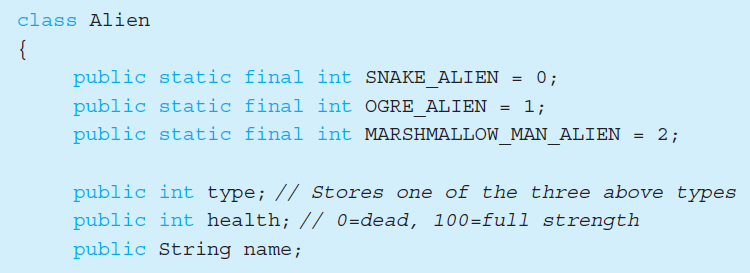 class Alien
{
public static final int SNAKE_ALIEN = 0;
public static final int OGRE_ALIEN = 1;
public static final int MARSHMALLOW_MAN_ALIEN = 2;
public int type; // Stores one of the three above types
public int health; // 0=dead, 100=full strength
public String name;